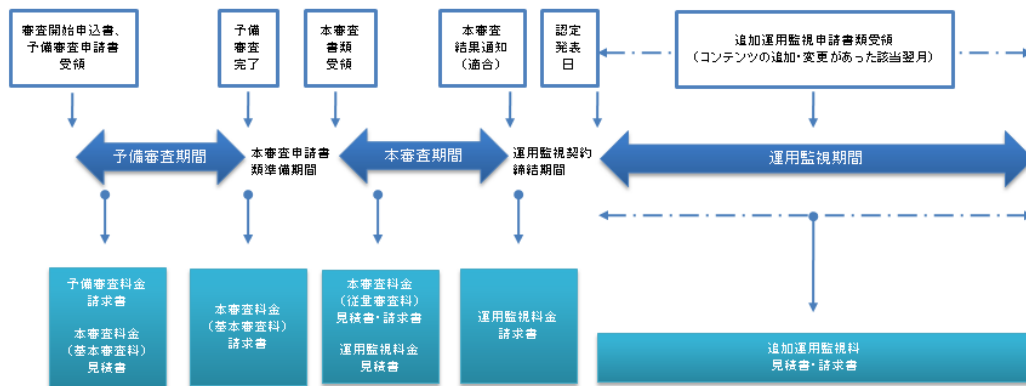 審査開始申込書、
予備審査申請書
受領
予備
審査
完了
本審査
書類
受領
本審査
結果通知
（適合）
認定
発表
日
追加運用監視申請書類受領
（コンテンツの追加・変更があった該当翌月）
予備審査期間
本審査申請書
類準備期間
本審査期間
運用監視契約
締結期間
運用監視期間
予備審査料金
請求書
本審査料金
（基本審査料）
見積書
本審査料金
（基本審査料）
請求書
本審査料金
（従量審査料）
見積書・請求書
運用監視料金
見積書
運用監視料金
請求書
追加運用監視料
見積書・請求書